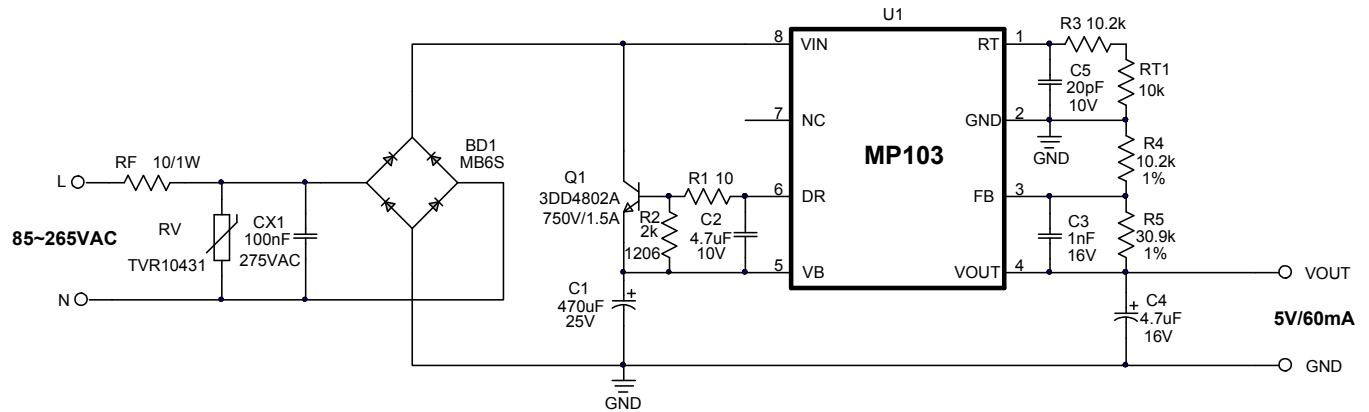 U1
8
VIN
RT
1
R3 10.2k
C5
20pF
10V
RT1
10k
7
NC
GND
2
GND
MP103
BD1
MB6S
RF 10/1W
L
R4
10.2k
1%
Q1
3DD4802A
750V/1.5A
R1 10
6
DR
FB
3
R2
2k
1206
C2
4.7uF
10V
C3
1nF
16V
R5
30.9k
1%
85~265VAC
RV
TVR10431
CX1
100nF
275VAC
5
VB
VOUT
4
VOUT
N
C1
+
470uF
25V
+
C4
4.7uF
16V
5V/60mA
GND
GND